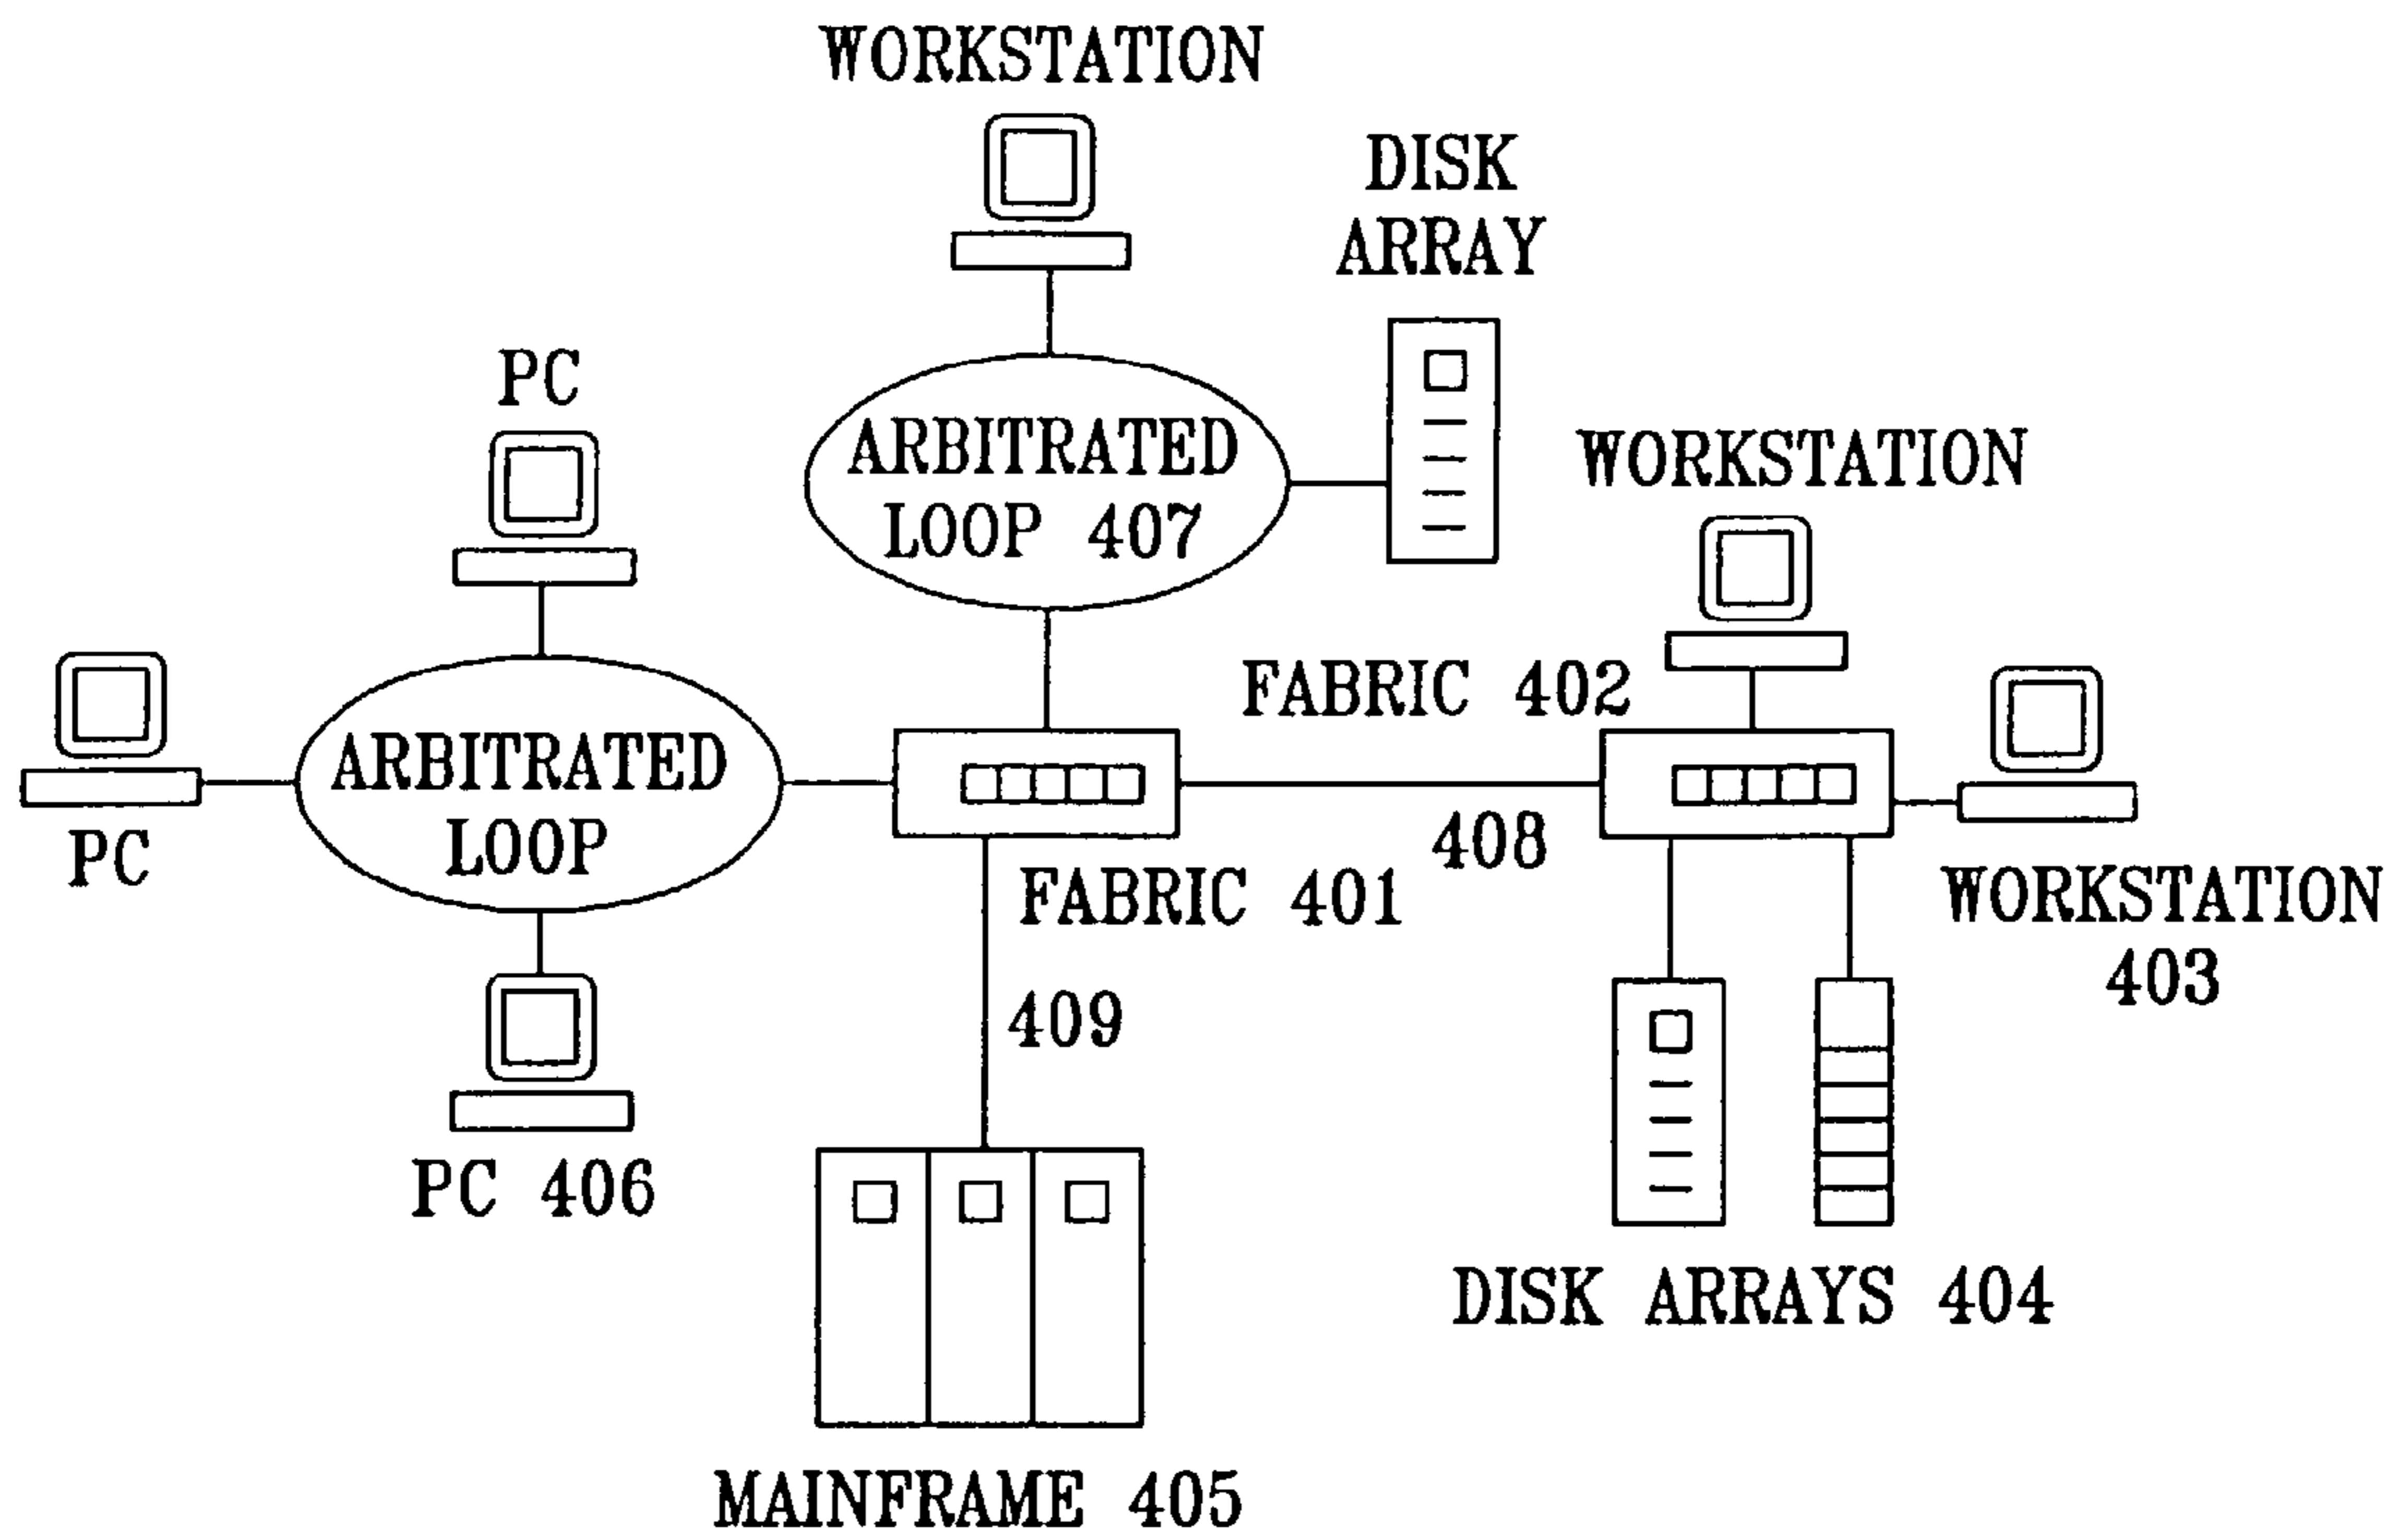 WORKSTATION
DISK
ARRAY
PC
ARBITRATED
LOOP 407
WORKSTATION
FABRIC 402
ARBITRATED
LOOP
PC
408
FABRIC 401
WORKSTATION
403
409
PC 406
DISK ARRAYS 404
MAINFRAME 405